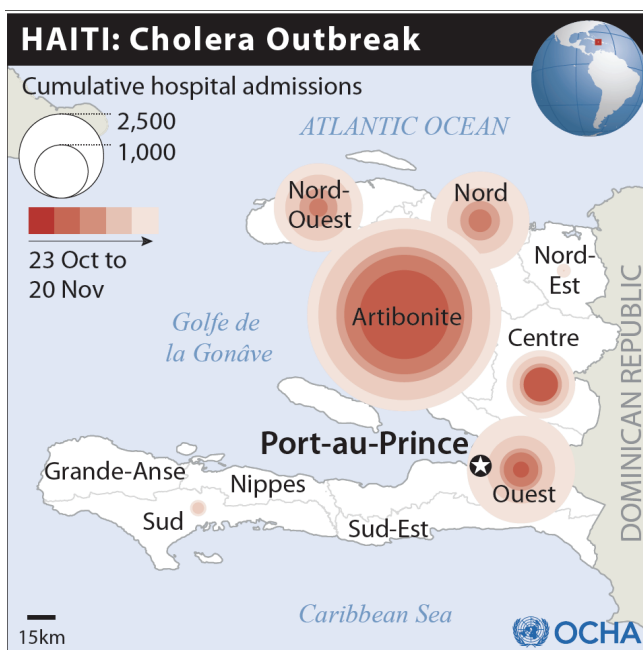 HAITI: Cholera Outbreak
Cumulative hospital admissions
2,500
1,000
23 Oct to
20 Nov
ATLANTIC OCEAN
Nord-
Ouest
Nord
Nord-
Est
Artibonite
Golfe de
la Gonâve
Centre
DOMINICAN REPUBLIC
Port-au-Prince
Ouest
Grande-Anse
Nippes
Sud
Sud-Est
Caribbean Sea
15km
OCHA